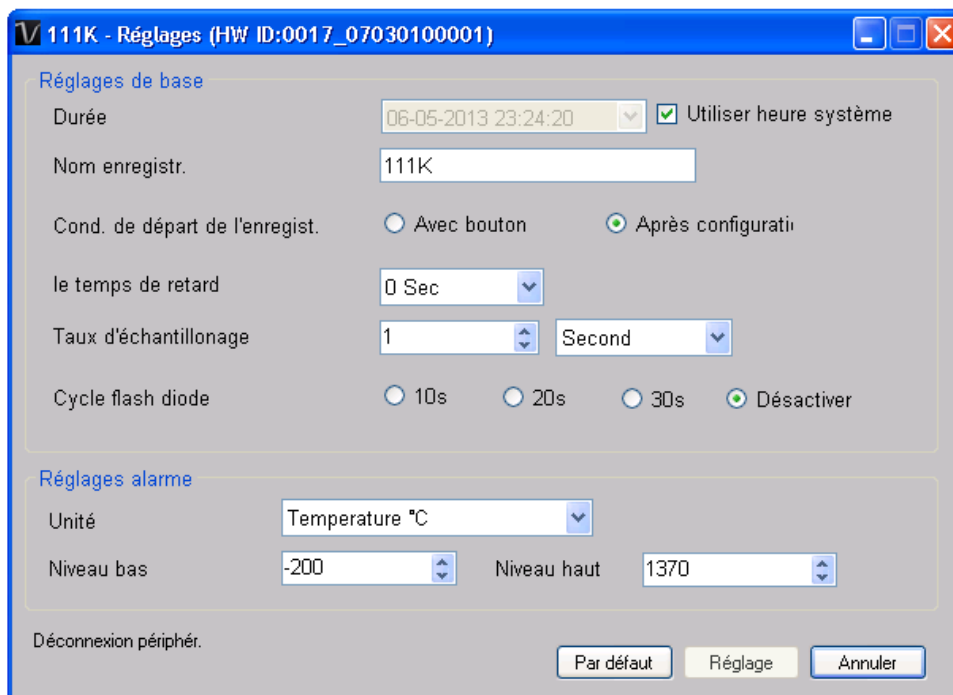 111K - Réglages (HW ID:0017_07030100001)
Réglages de base
Durée 06-05-2013 23:24:20 Utiliser heure système
Nom enregistr. 111K
Cond. de départ de l'enregist. Avec bouton Après configurati
le temps de retard 0 Sec
Taux d'échantillonage 1 Second
Cycle flash diode 10s 20s 30s Désactiver
Réglages alarme
Unité Temperature °C
Niveau bas -200 Niveau haut 1370
Déconnexion périphér.
Par défaut Réglage Annuler